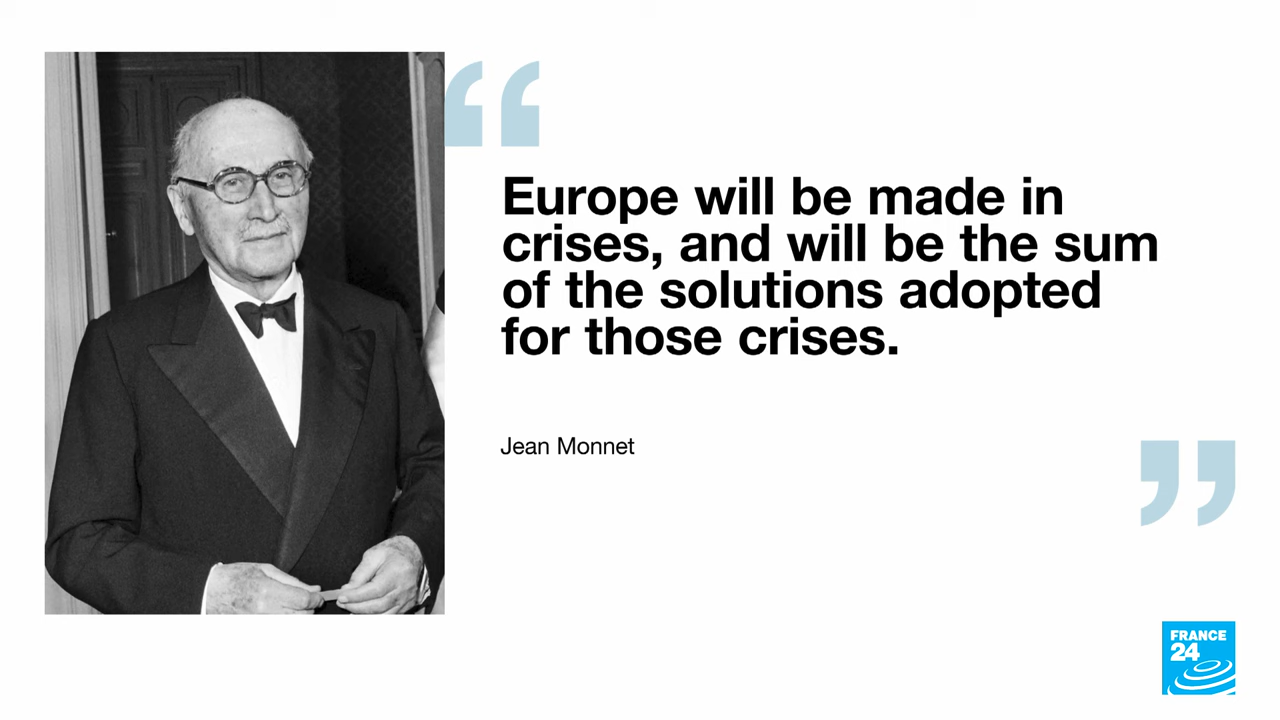 “
Europe will be made in
crises, and will be the sum
of the solutions adopted
for those crises.
Jean Monnet
”
FRANCE
24